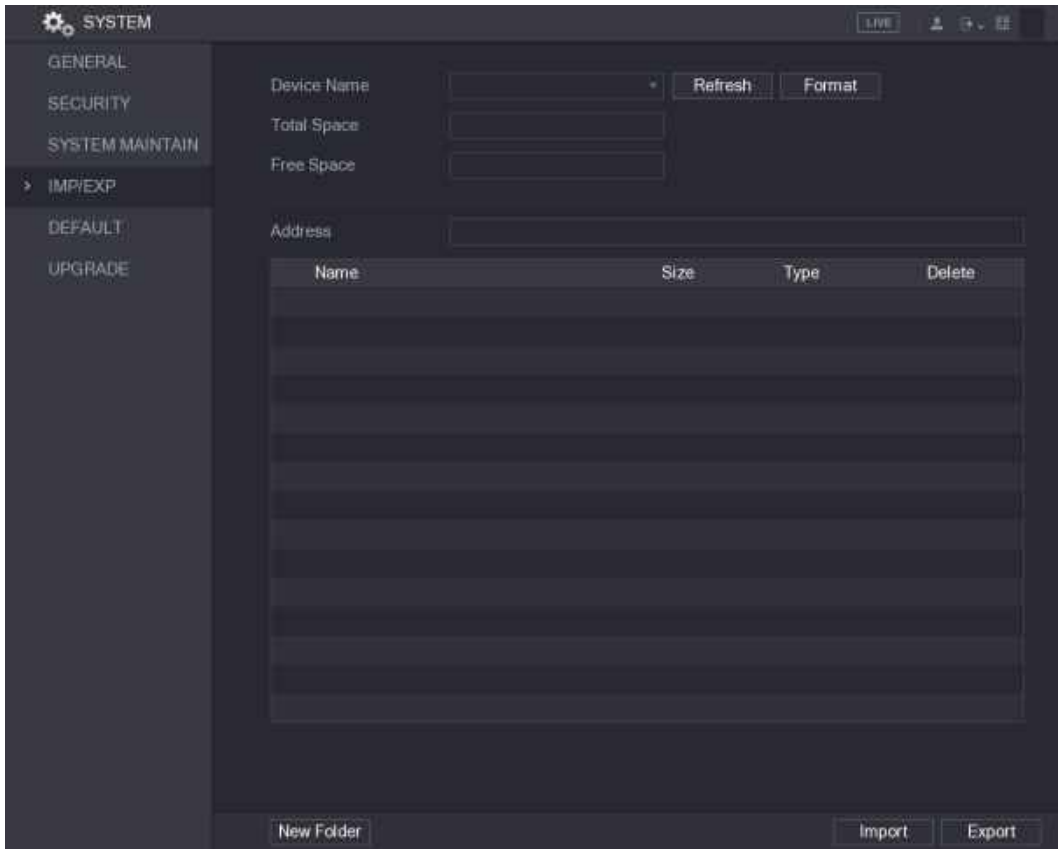 SYSTEM
LIVE
GENERAL
SECURITY
SYSTEM MAINTAIN
IMP/EXP
DEFAULT
UPGRADE
Device Name
Refresh
Format
Total Space
Free Space
Address
Name Size Type Delete
New Folder
Import
Export